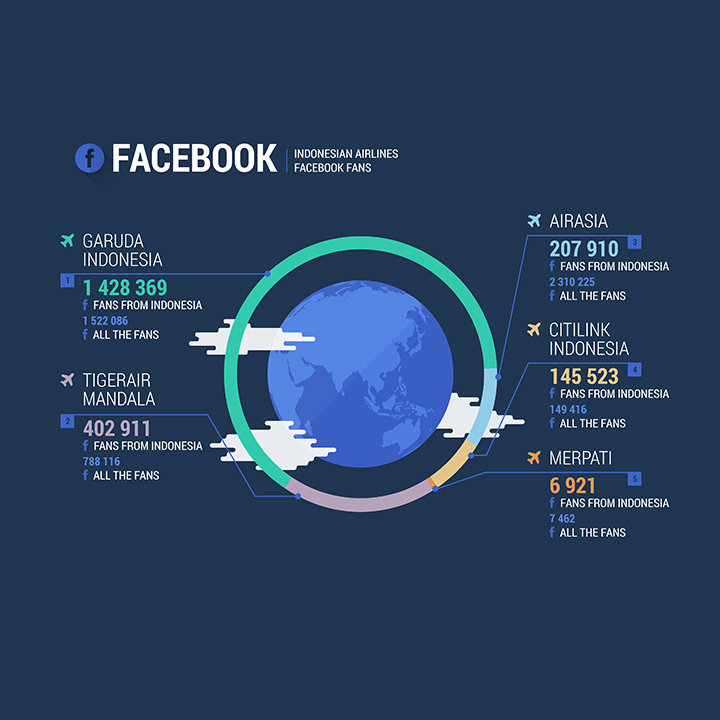 f FACEBOOK
INDONESIAN AIRLINES
FACEBOOK FANS
GARUDA
INDONESIA
1
1 428 369
f FANS FROM INDONESIA
1 522 086
f ALL THE FANS
TIGERAIR
MANDALA
2
402 911
f FANS FROM INDONESIA
788 116
f ALL THE FANS
AIRASIA
3
207 910
f FANS FROM INDONESIA
2 310 225
f ALL THE FANS
CITILINK
INDONESIA
4
145 523
f FANS FROM INDONESIA
149 416
f ALL THE FANS
MERPATI
5
6 921
f FANS FROM INDONESIA
7 462
f ALL THE FANS